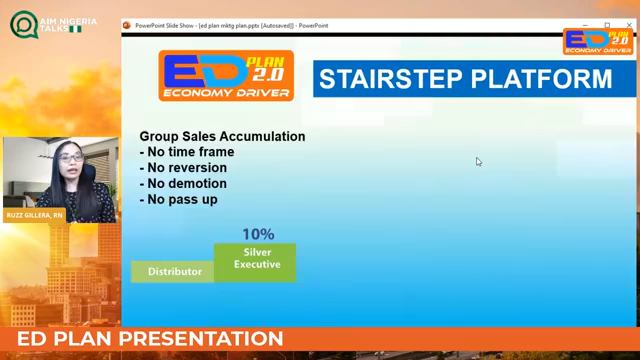 AIM NIGERIA
TALKS
PowerPoint Slide Show - [ed plan mktg plan.pptx [Autosaved]] - PowerPoint
ED PLAN
2.0
ECONOMY DRIVER
ED PLAN
2.0
ECONOMY DRIVER
STAIRSTEP PLATFORM
Group Sales Accumulation
- No time frame
- No reversion
- No demotion
- No pass up
RUZZ GILLERA, RN
10%
Silver
Executive
Distributor
ED PLAN PRESENTATION